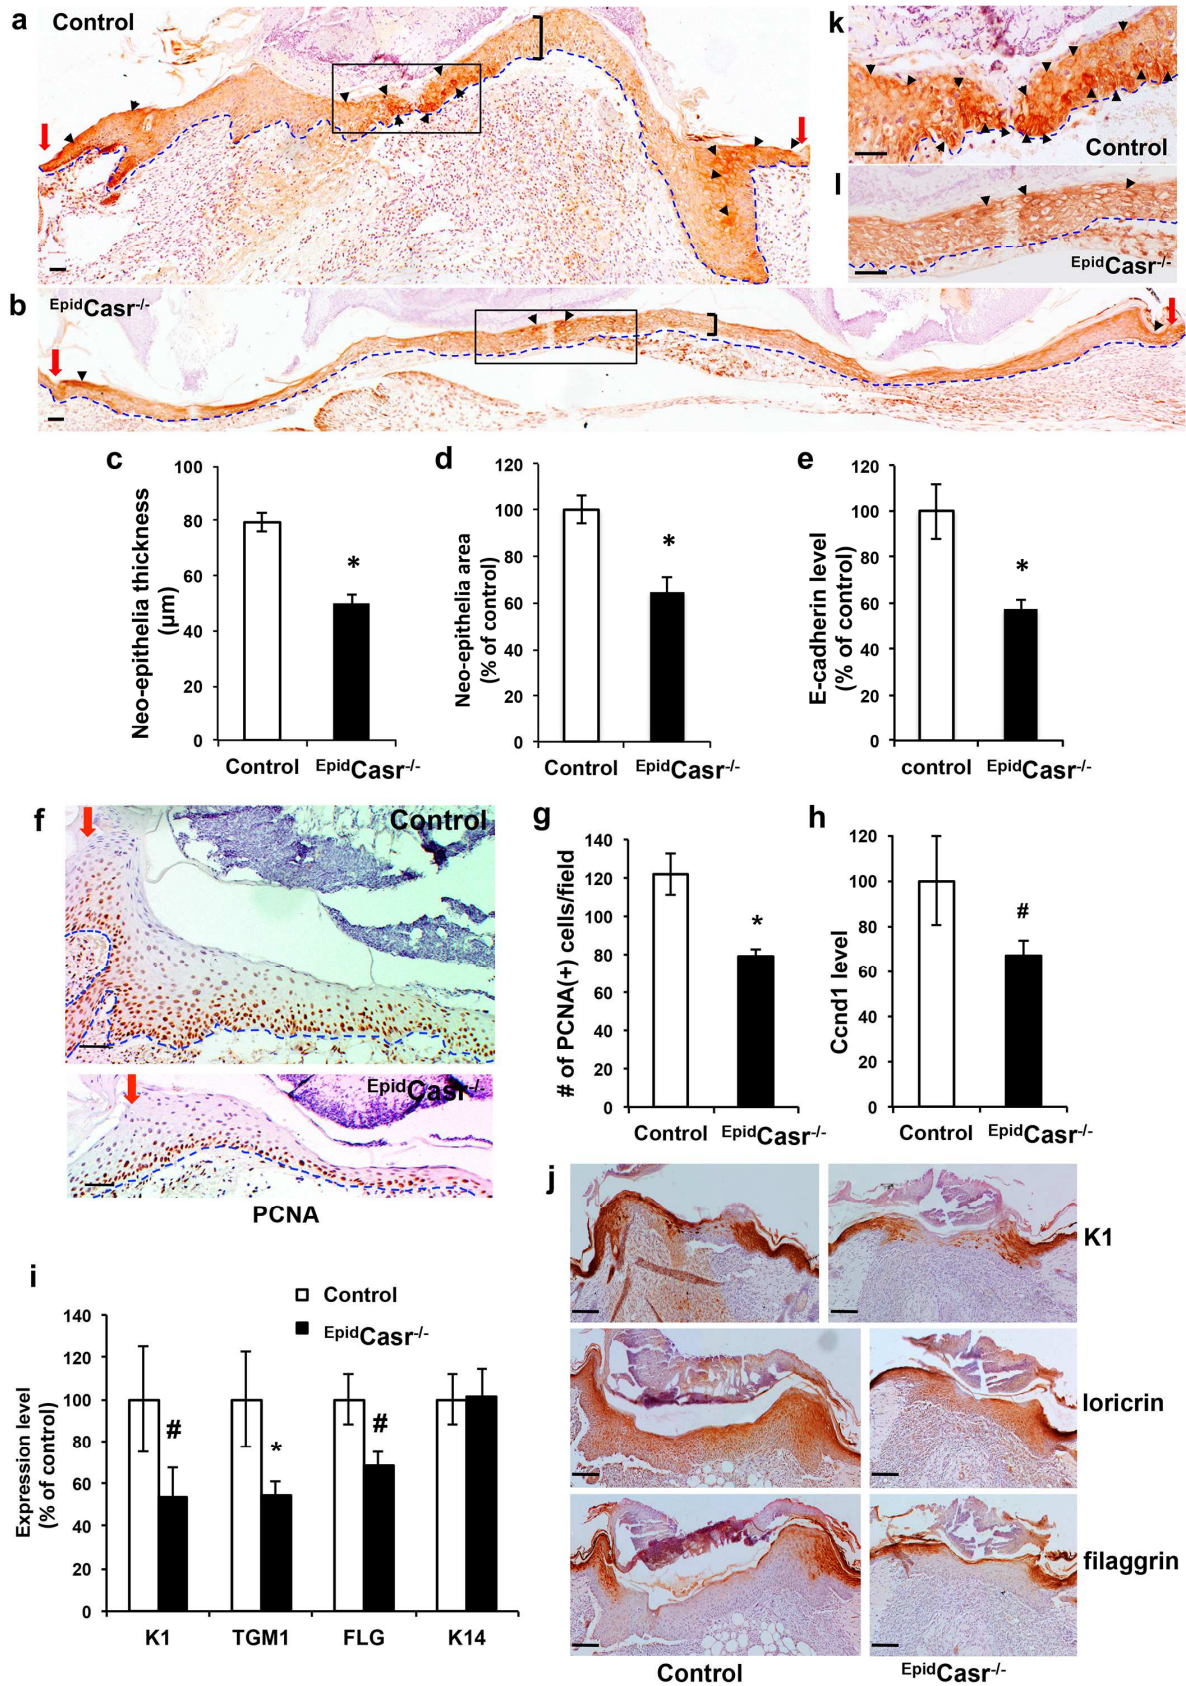 a
Control
k
Control
l
EpidCasr-/-
b
EpidCasr-/-
c
Neo-epithelia thickness
(μm)
100
80
60
40
20
0
Control
EpidCasr-/-
*
d
Neo-epithelia area
(% of control)
120
100
80
60
40
20
0
Control
EpidCasr-/-
*
e
E-cadherin level
(% of control)
120
100
80
60
40
20
0
control
EpidCasr-/-
*
f
Control
EpidCasr-/-
PCNA
g
# of PCNA(+) cells/field
140
120
100
80
60
40
20
0
Control
EpidCasr-/-
*
h
Ccnd1 level
120
100
80
60
40
20
0
Control
EpidCasr-/-
#
i
Control
EpidCasr-/-
Expression level
(% of control)
140
120
100
80
60
40
20
0
#
*
#
K1
TGM1
FLG
K14
j
K1
loricrin
filaggrin
Control
EpidCasr-/-